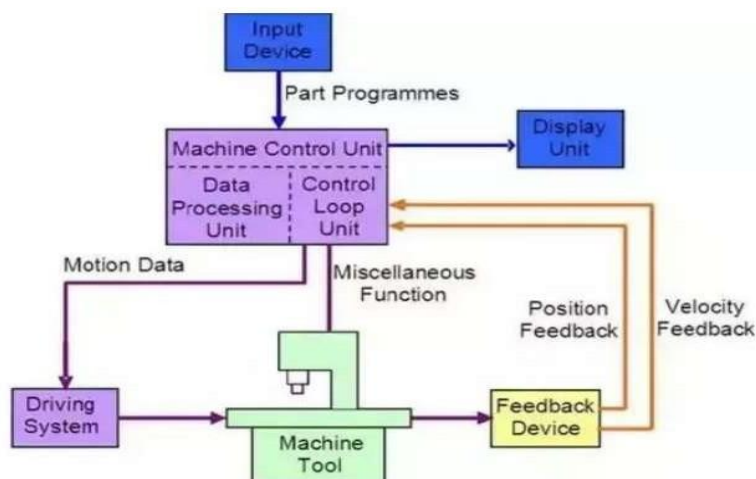 Input
Device
Part Programmes
Machine Control Unit
Display
Unit
Data
Processing
Unit
Control
Loop
Unit
Motion Data
Miscellaneous
Function
Position
Feedback
Velocity
Feedback
Driving
System
Machine
Tool
Feedback
Device